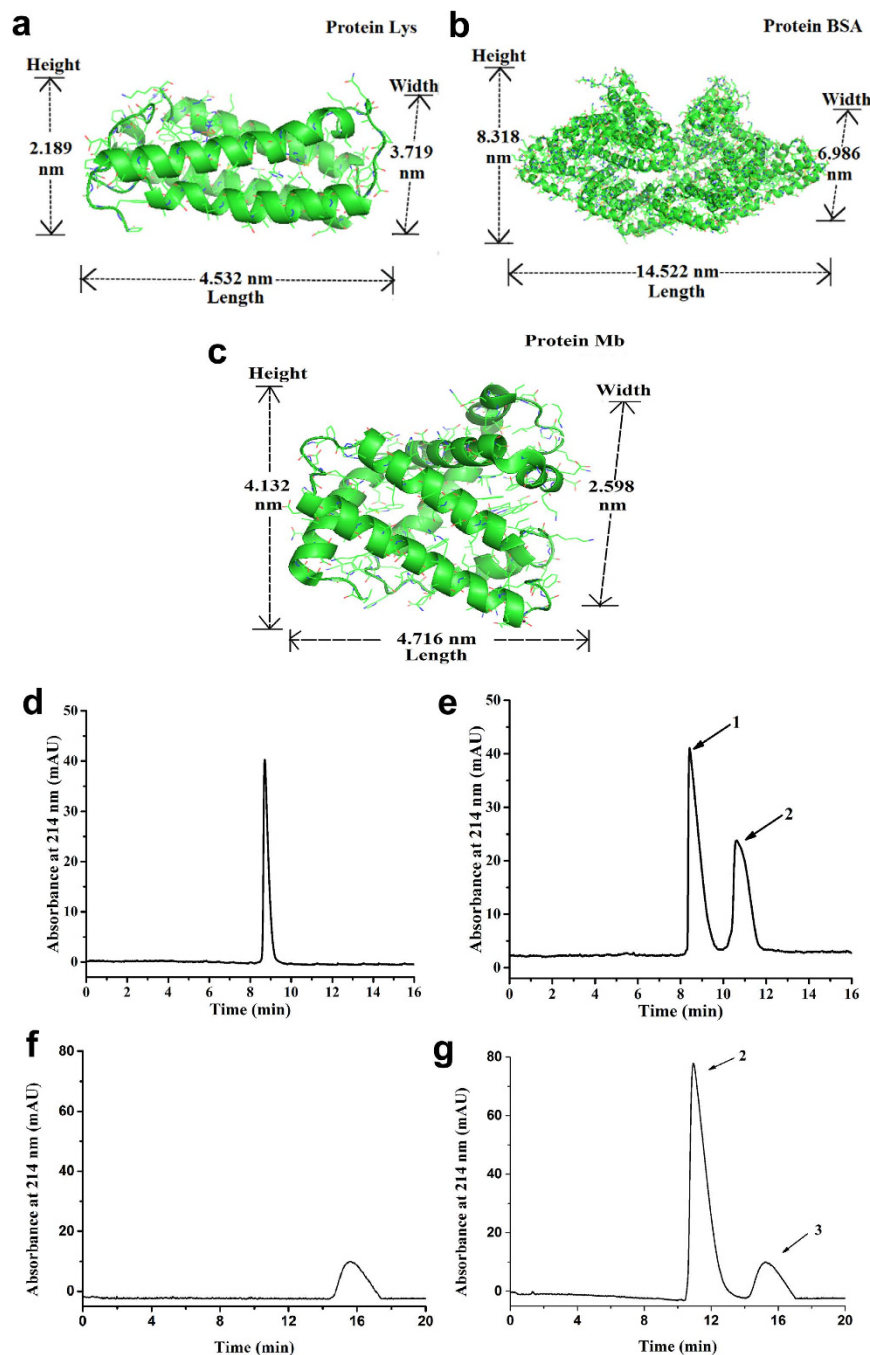 a
Protein Lys
Height
Width
2.189
nm
3.719
nm
4.532 nm
Length
b
Protein BSA
Height
Width
8.318
nm
6.986
nm
14.522 nm
Length
c
Protein Mb
Height
Width
4.132
nm
2.598
nm
4.716 nm
Length
d
Absorbance at 214 nm (mAU)
50
40
30
20
10
0
0 2 4 6 8 10 12 14 16
Time (min)
e
Absorbance at 214 nm (mAU)
50
40
30
20
10
0
1
2
0 2 4 6 8 10 12 14 16
Time (min)
f
Absorbance at 214 nm (mAU)
80
60
40
20
0
0 4 8 12 16 20
Time (min)
g
Absorbance at 214 nm (mAU)
80
60
40
20
0
2
3
0 4 8 12 16 20
Time (min)